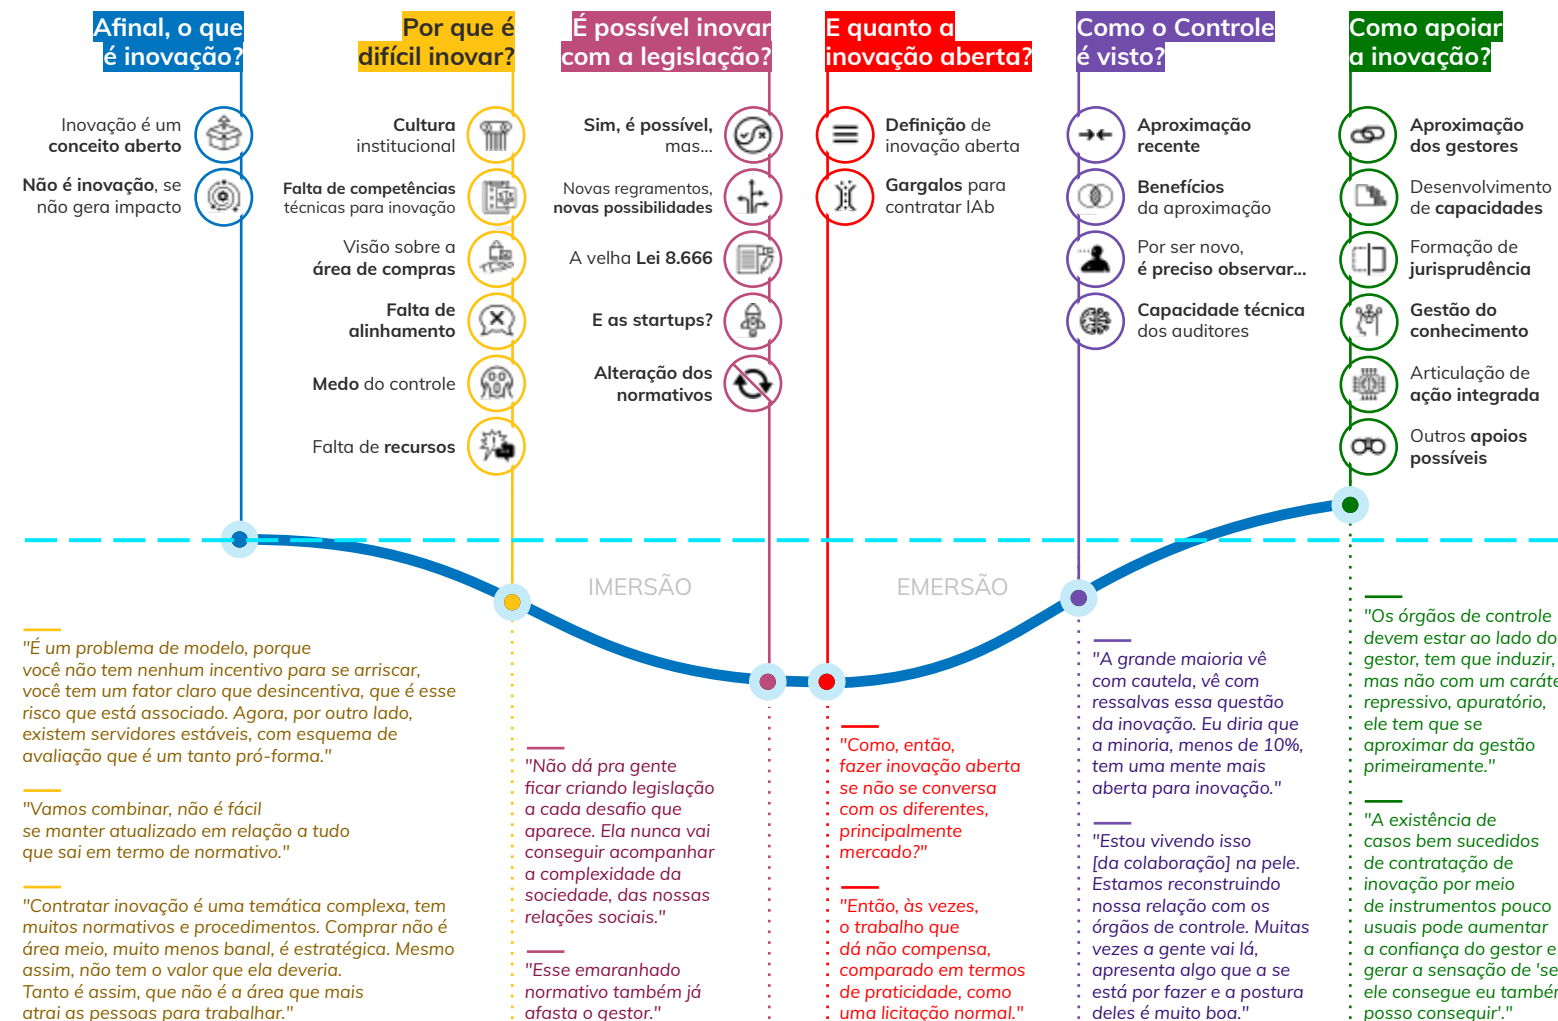 Afinal, o que
é inovação?
Inovação é um
conceito aberto
Não é inovação, se
não gera impacto
Por que é
difícil inovar?
Cultura
institucional
Falta de competências
técnicas para inovação
Visão sobre a
área de compras
Falta de
alinhamento
Medo do controle
Falta de recursos
É possível inovar
com a legislação?
Sim, é possível,
mas...
Novas regramentos,
novas possibilidades
A velha Lei 8.666
E as startups?
Alteração dos
normativos
E quanto a
inovação aberta?
Definição de
inovação aberta
Gargalos para
contratar IAb
Como o Controle
é visto?
Aproximação
recente
Benefícios
da aproximação
Por ser novo,
é preciso observar...
Capacidade técnica
dos auditores
Como apoiar
a inovação?
Aproximação
dos gestores
Desenvolvimento
de capacidades
Formação de
jurisprudência
Gestão do
conhecimento
Articulação de
ação integrada
Outros apoios
possíveis
IMERSÃO
EMERSÃO
"É um problema de modelo, porque
você não tem nenhum incentivo para se arriscar,
você tem um fator claro que desincentiva, que é esse
risco que está associado. Agora, por outro lado,
existem servidores estáveis, com esquema de
avaliação que é um tanto pró-forma."
"Vamos combinar, não é fácil
se manter atualizado em relação a tudo
que sai em termo de normativo."
"Contratar inovação é uma temática complexa, tem
muitos normativos e procedimentos. Comprar não é
área meio, muito menos banal, é estratégica. Mesmo
assim, não tem o valor que ela deveria.
Tanto é assim, que não é a área que mais
atrai as pessoas para trabalhar."
"Não dá pra gente
ficar criando legislação
a cada desafio que
aparece. Ela nunca vai
conseguir acompanhar
a complexidade da
sociedade, das nossas
relações sociais."
"Esse emaranhado
normativo também já
afasta o gestor."
"Como, então,
fazer inovação aberta
se não se conversa
com os diferentes,
principalmente
mercado?"
"Então, às vezes,
o trabalho que
dá não compensa,
comparado em termos
de praticidade, como
uma licitação normal."
"A grande maioria vê
com cautela, vê com
ressalvas essa questão
da inovação. Eu diria que
a minoria, menos de 10%,
tem uma mente mais
aberta para inovação."
"Estou vivendo isso
[da colaboração] na pele.
Estamos reconstruindo
nossa relação com os
órgãos de controle. Muitas
vezes a gente vai lá,
apresenta algo que a se
está por fazer e a postura
deles é muito boa."
"Os órgãos de controle
devem estar ao lado do
gestor, tem que induzir,
mas não com um caráte
repressivo, apuratório,
ele tem que se
aproximar da gestão
primeiramente."
"A existência de
casos bem sucedidos
de contratação de
inovação por meio
de instrumentos pouco
usuais pode aumentar
a confiança do gestor e
gerar a sensação de 'se
ele consegue eu também
posso conseguir'."